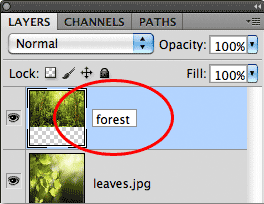 LAYERS CHANNELS PATHS
Normal Opacity: 100%
Lock: Fill: 100%
forest
leaves.jpg